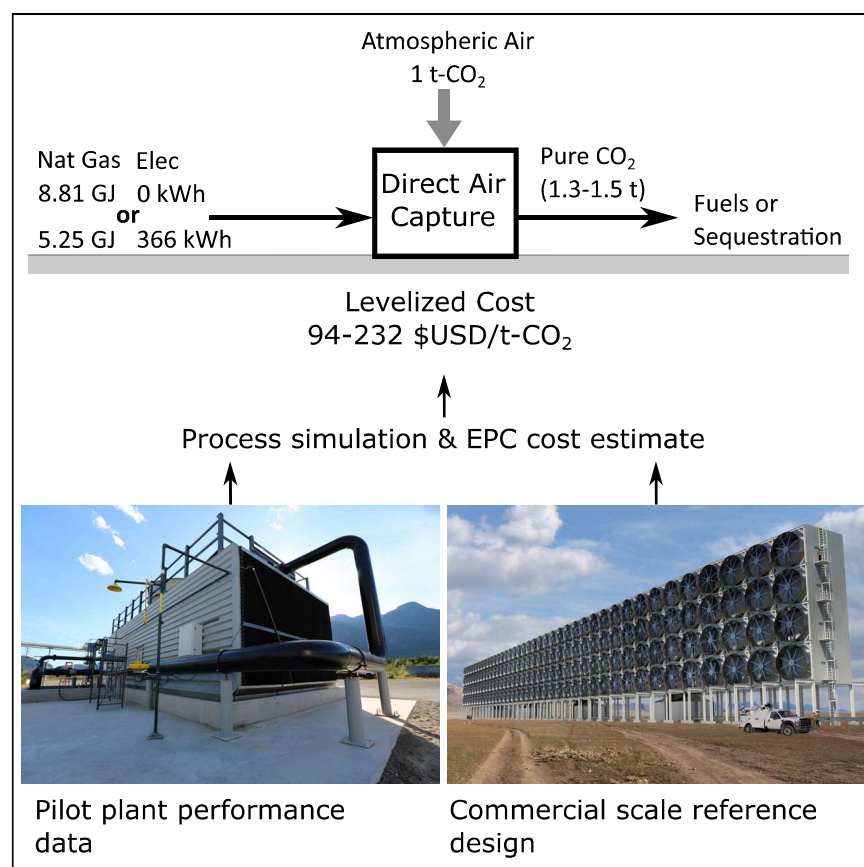 Atmospheric Air
1 t-CO₂
Nat Gas Elec
8.81 GJ 0 kWh
or
5.25 GJ 366 kWh
Direct Air
Capture
Pure CO₂
(1.3-1.5 t)
Fuels or
Sequestration
Levelized Cost
94-232 $USD/t-CO₂
Process simulation & EPC cost estimate
Pilot plant performance
data
Commercial scale reference
design